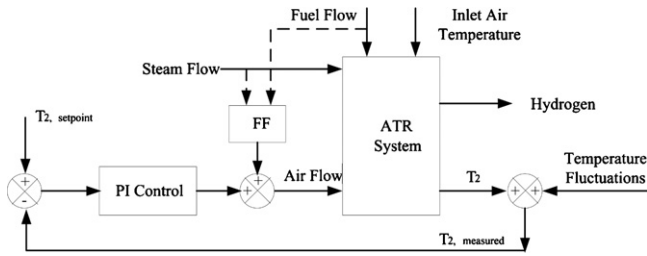 Fuel Flow
Inlet Air
Temperature
Steam Flow
FF
ATR
System
Hydrogen
T2, setpoint
+
-
PI Control
+
+
Air Flow
T2
+ +
Temperature
Fluctuations
T2, measured